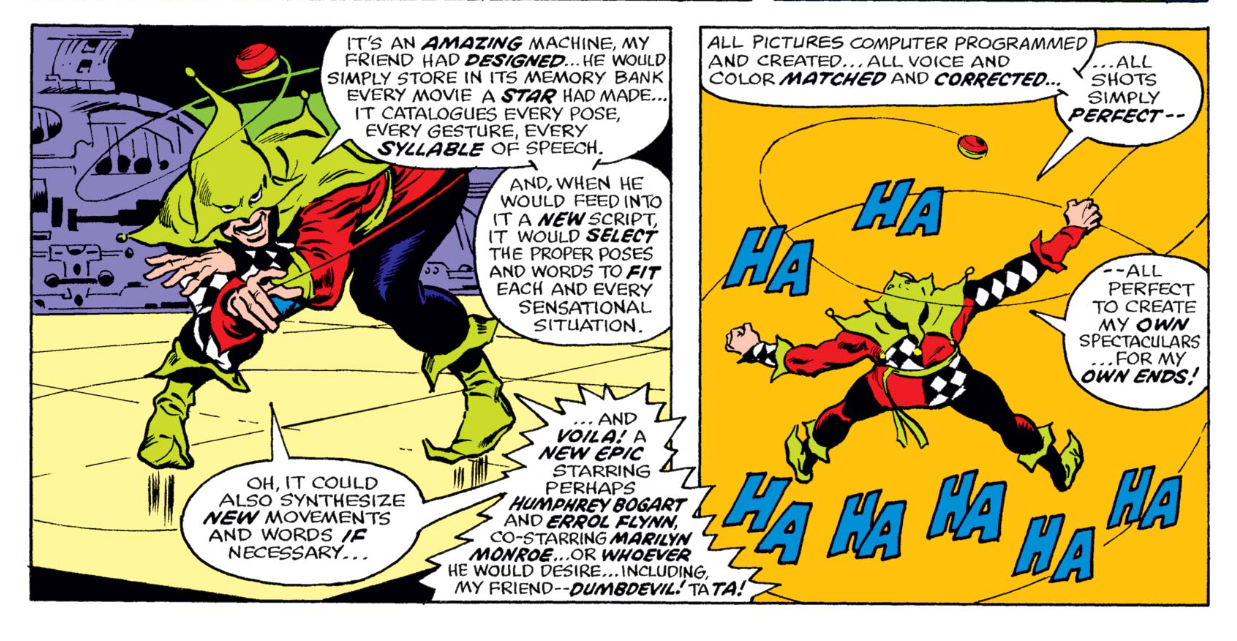 IT'S AN AMAZING MACHINE, MY
FRIEND HAD DESIGNED...HE WOULD
SIMPLY STORE IN ITS MEMORY BANK
EVERY MOVIE A STAR HAD MADE...
IT CATALOGUES EVERY POSE,
EVERY GESTURE, EVERY
SYLLABLE OF SPEECH.
AND, WHEN HE
WOULD FEED INTO
IT A NEW SCRIPT,
IT WOULD SELECT
THE PROPER POSES
AND WORDS TO FIT
EACH AND EVERY
SENSATIONAL
SITUATION.
OH, IT COULD
ALSO SYNTHESIZE
NEW MOVEMENTS
AND WORDS IF
NECESSARY...
...AND
VOILA! A
NEW EPIC
STARRING
PERHAPS
HUMPHREY BOGART
AND ERROL FLYNN,
CO-STARRING MARILYN
MONROE...OR WHOEVER
HE WOULD DESIRE...INCLUDING,
MY FRIEND--DUMBDEVIL! TA TA!
ALL PICTURES COMPUTER PROGRAMMED
AND CREATED...ALL VOICE AND
COLOR MATCHED AND CORRECTED...
...ALL
SHOTS
SIMPLY
PERFECT--
--ALL
PERFECT
TO CREATE
MY OWN
SPECTACULARS
...FOR MY
OWN ENDS!
HA
HA
HA
HA
HA
HA
HA